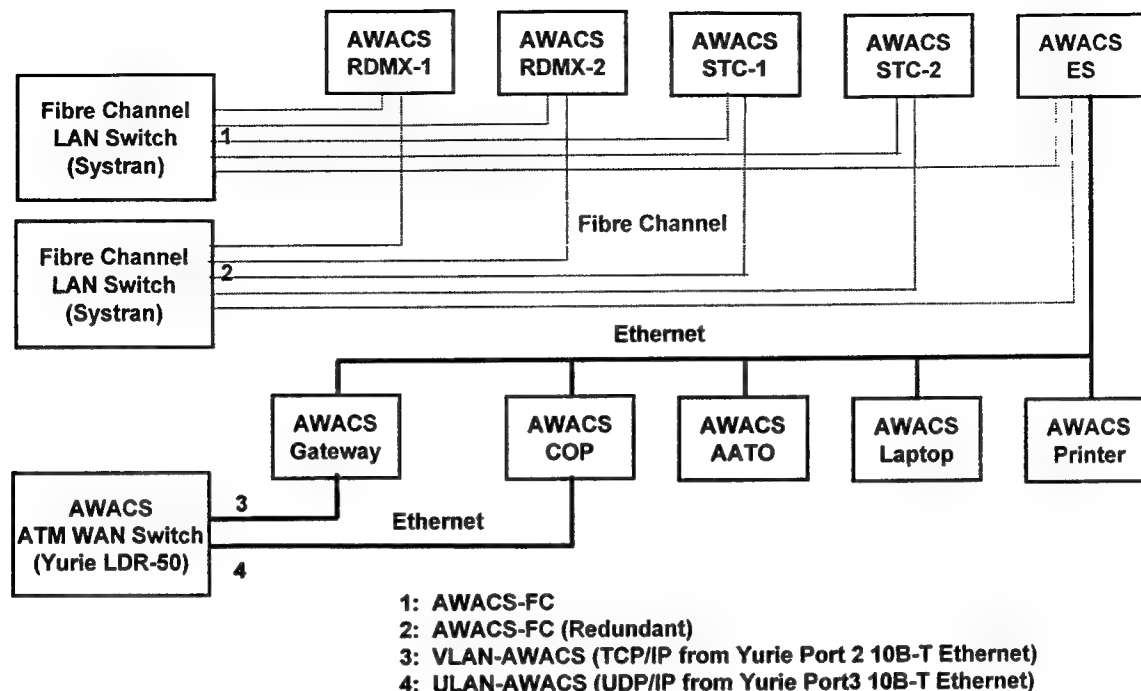 AWACS
RDMX-1
AWACS
RDMX-2
AWACS
STC-1
AWACS
STC-2
AWACS
ES
Fibre Channel
LAN Switch
(Systran)
1
Fibre Channel
Fibre Channel
LAN Switch
(Systran)
2
Ethernet
AWACS
Gateway
AWACS
COP
AWACS
AATO
AWACS
Laptop
AWACS
Printer
AWACS
ATM WAN Switch
(Yurie LDR-50)
3
Ethernet
4
1: AWACS-FC
2: AWACS-FC (Redundant)
3: VLAN-AWACS (TCP/IP from Yurie Port 2 10B-T Ethernet)
4: ULAN-AWACS (UDP/IP from Yurie Port3 10B-T Ethernet)